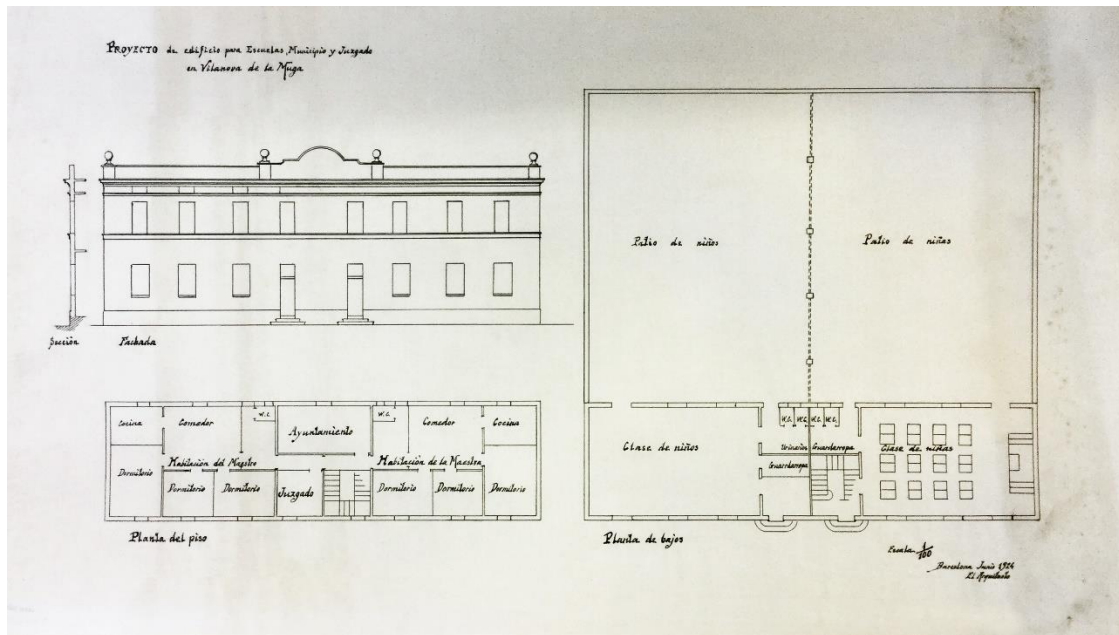 PROYECTO de edificio para Escuelas, Municipio y Juzgado
en Vilanova de la Muga
Sección
Fachada
Cocina
Comedor
W.C.
Ayuntamiento
W.C.
Comedor
Cocina
Habitación del Maestro
Habitación de la Maestra
Dormitorio
Dormitorio
Dormitorio
Juzgado
Dormitorio
Dormitorio
Dormitorio
Planta del piso
Patio de niños
Patio de niñas
W.C.
W.C.
W.C.
W.C.
Clase de niños
Urinarios
Guardarropa
Clase de niñas
Guardarropa
Planta de bajos
Escala 1/100
Barcelona Junio 1924
El Arquitecto